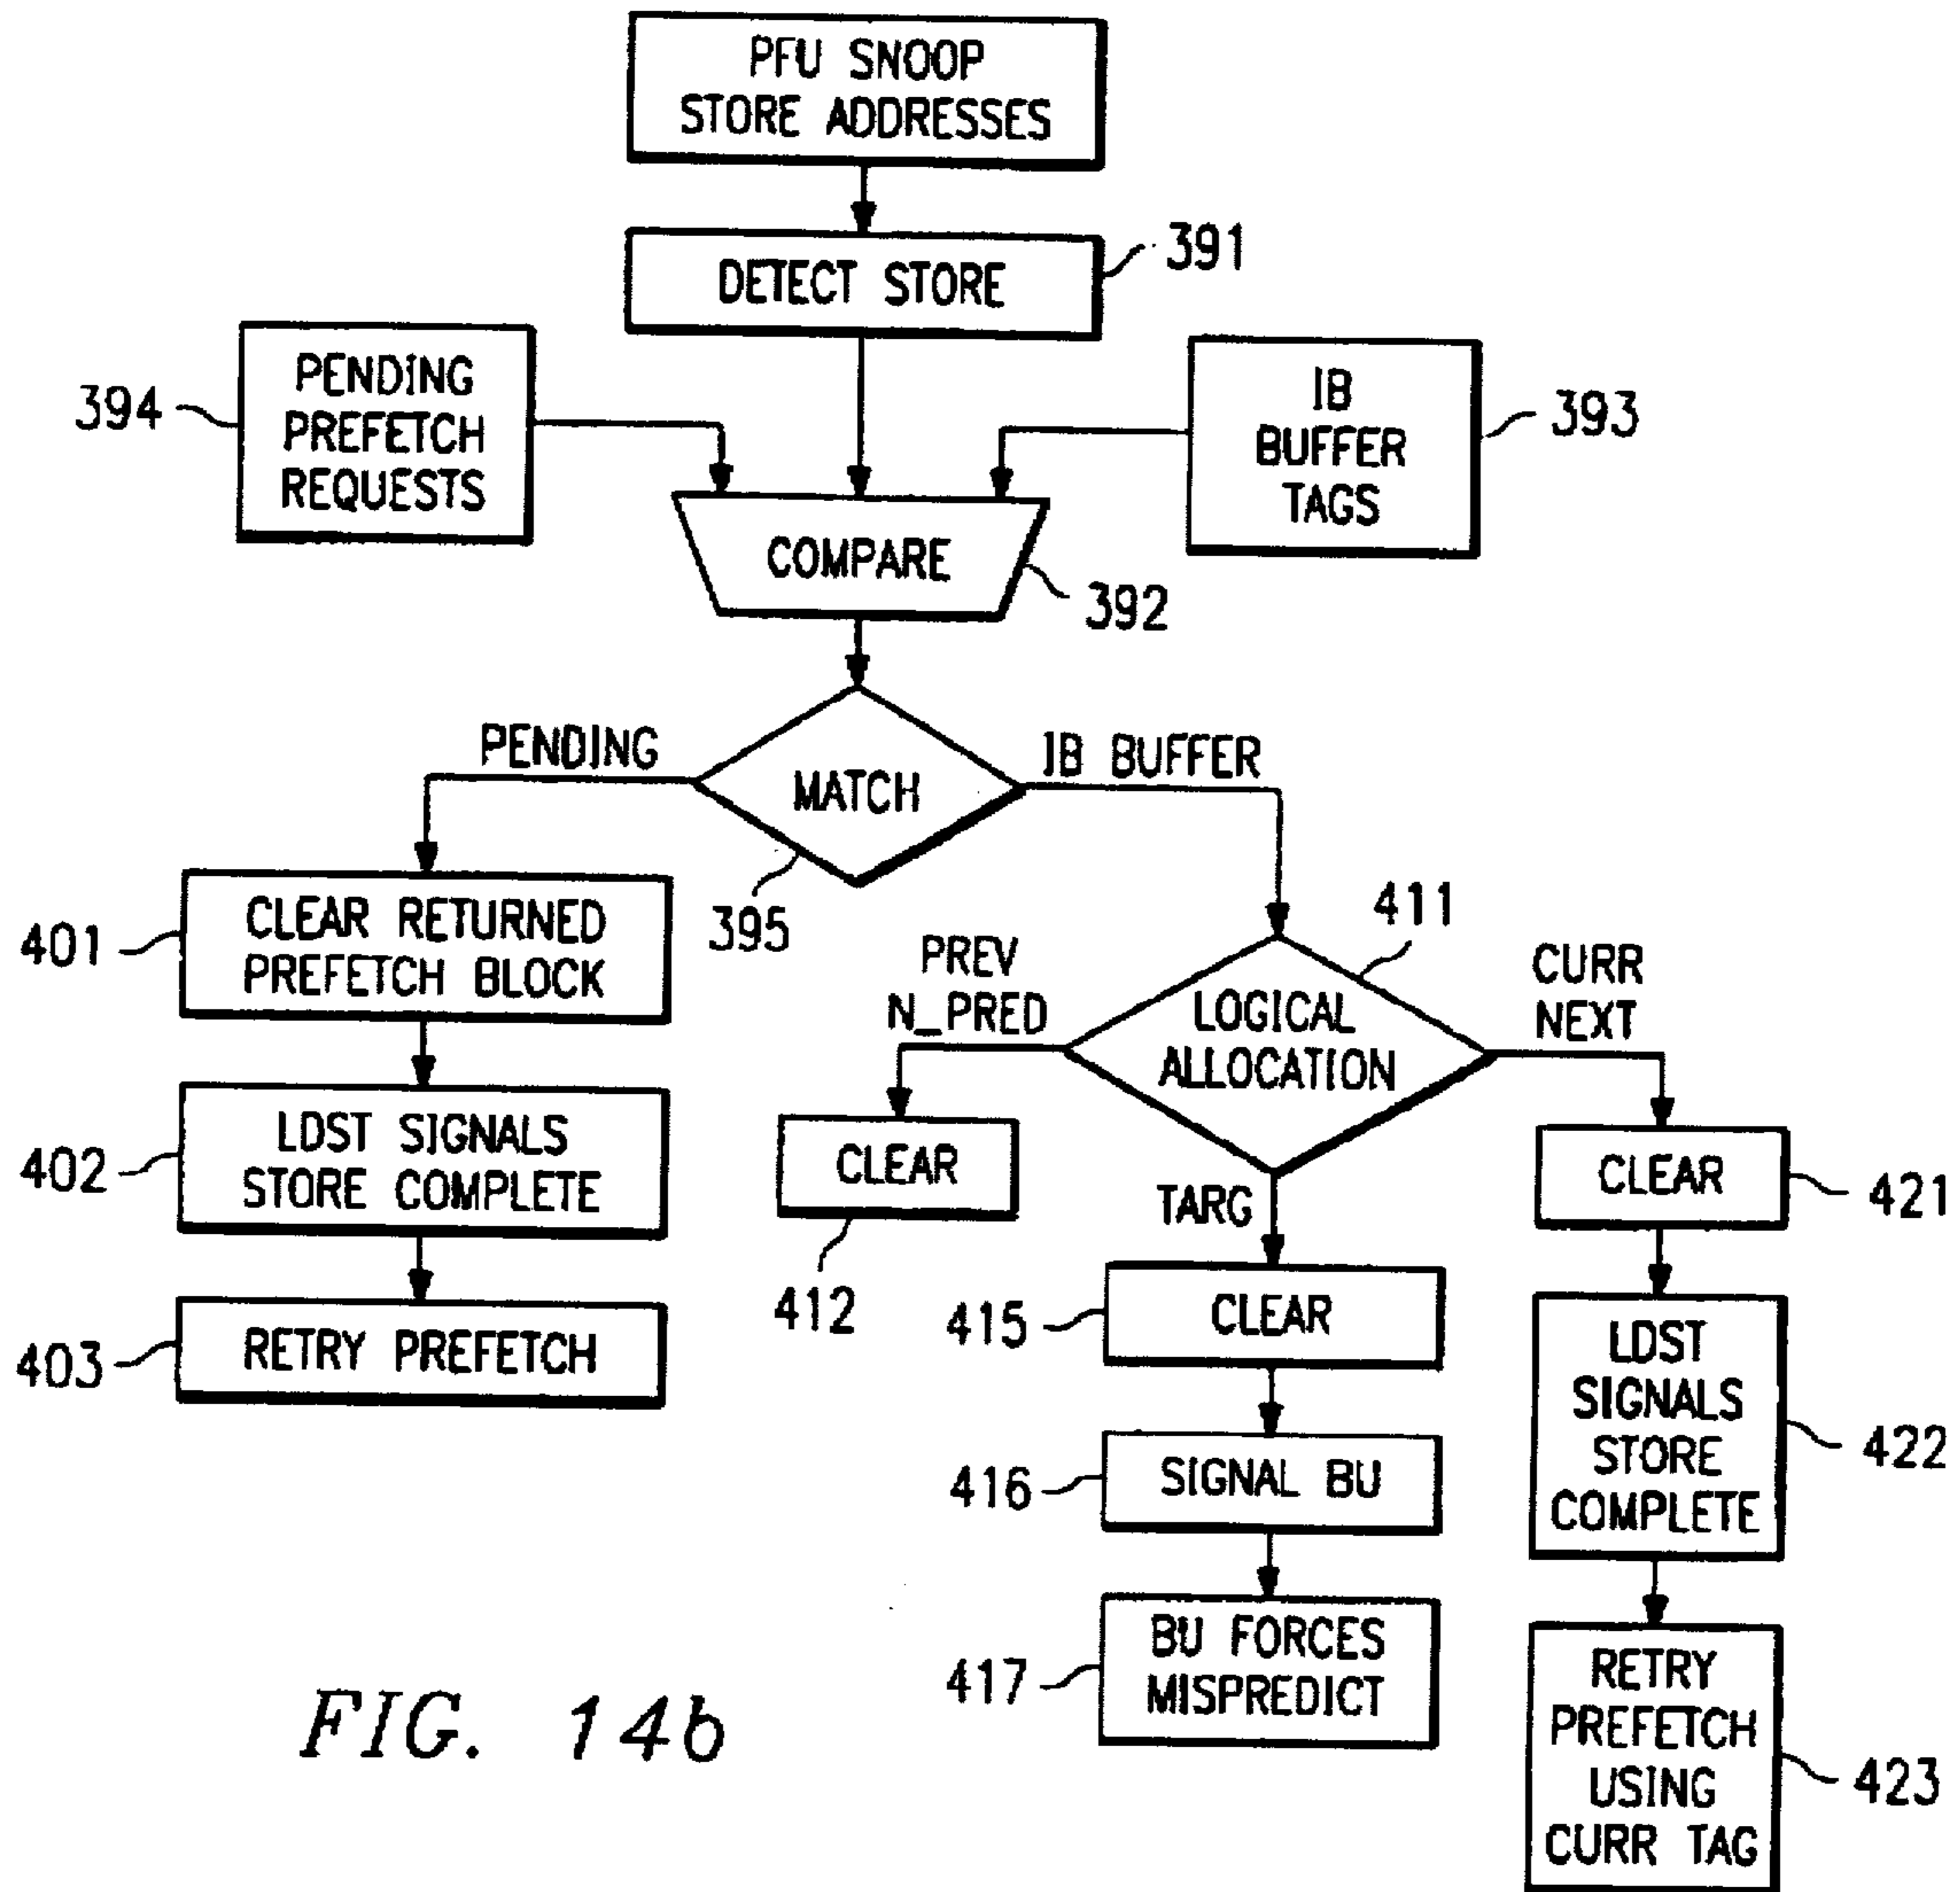 PFU SNOOP
STORE ADDRESSES
DETECT STORE
391
PENDING
PREFETCH
REQUESTS
394
IB
BUFFER
TAGS
393
COMPARE
392
PENDING
MATCH
IB BUFFER
395
CLEAR RETURNED
PREFETCH BLOCK
401
LDST SIGNALS
STORE COMPLETE
402
RETRY PREFETCH
403
411
PREV
N_PRED
LOGICAL
ALLOCATION
CURR
NEXT
CLEAR
412
TARG
CLEAR
415
SIGNAL BU
416
BU FORCES
MISPREDICT
417
CLEAR
421
LDST
SIGNALS
STORE
COMPLETE
422
RETRY
PREFETCH
USING
CURR TAG
423
FIG. 14b